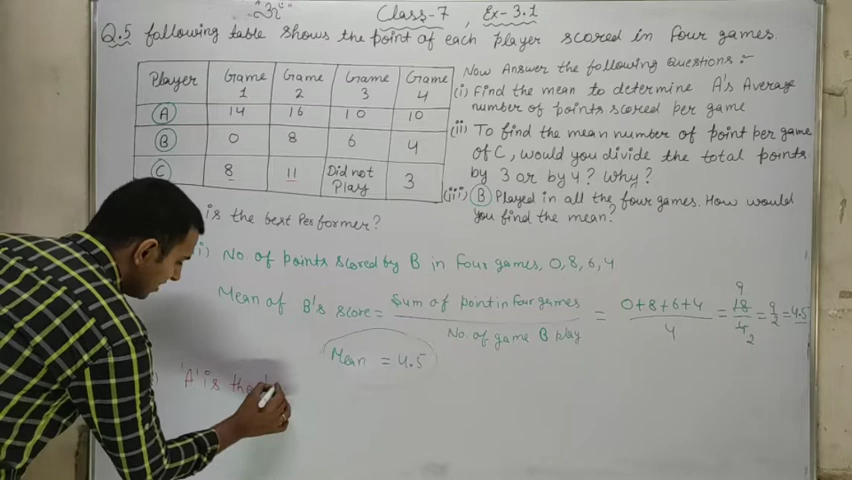 Class-7, Ex-3.1
Q.5 following table shows the point of each player scored in four games.
Player Game 1 Game 2 Game 3 Game 4
A 14 16 10 10
B 0 8 6 4
C 8 11 Did not Play 3
Now Answer the following questions:-
(i) Find the mean to determine A's Average
number of points scored per game
(ii) To find the mean number of point per game
of C, would you divide the total points
by 3 or by 4? Why?
(iii) B Played in all the four games. How would
you find the mean?
is the best Performer?
i) No. of points scored by B in four games, 0, 8, 6, 4
Mean of B's score = Sum of point in four games / No. of game B play = 0+8+6+4 / 4 = 18 9 / 4 2 = 9/2 = 4.5
Mean = 4.5
'A' is the